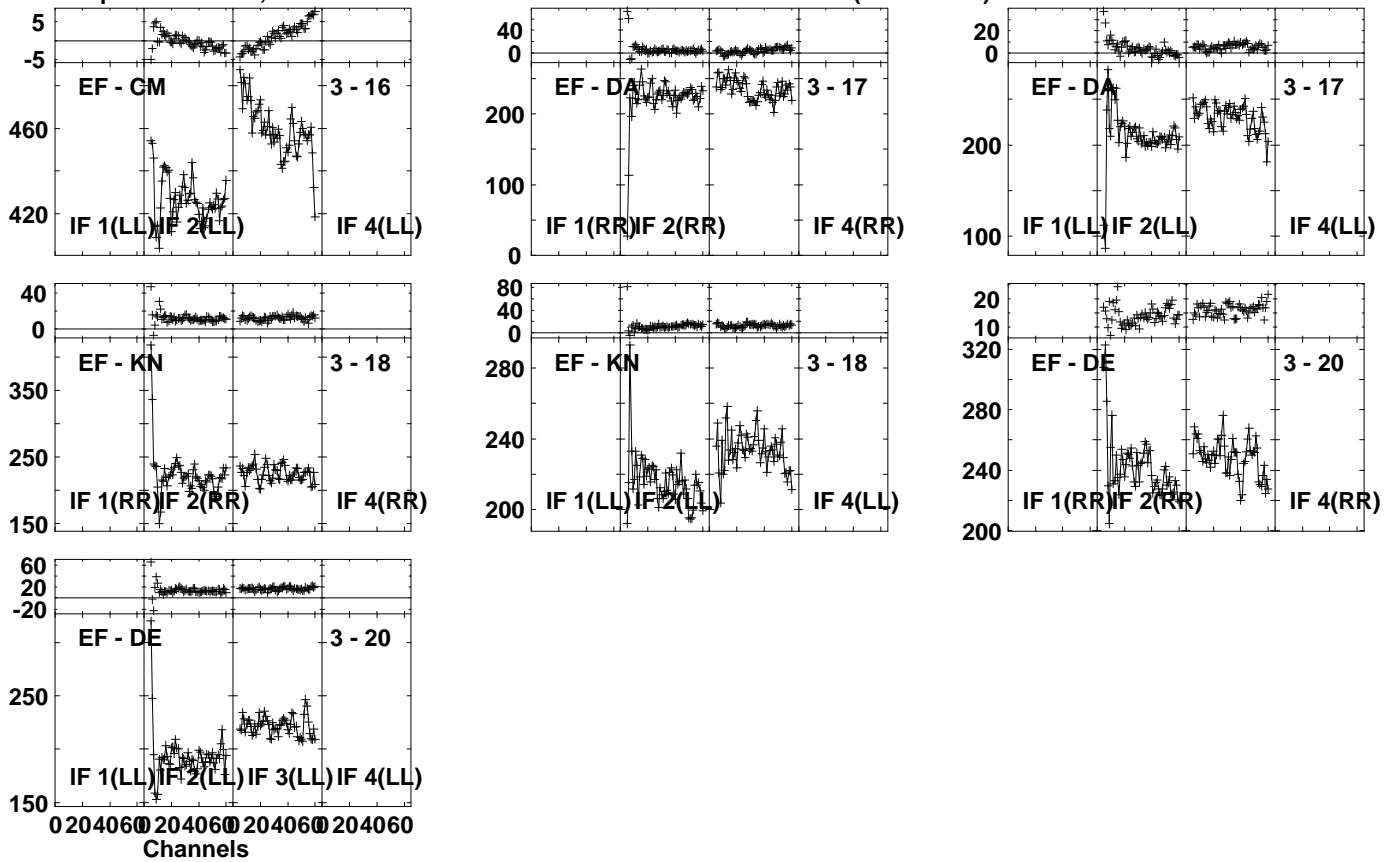 5
-5
EF - CM 3 - 16
460
420
IF 1(LL) IF 2(LL) IF 4(LL)
40
0
EF - DA 3 - 17
200
100
0
IF 1(RR) IF 2(RR) IF 4(RR)
20
0
EF - DA 3 - 17
200
100
IF 1(LL) IF 2(LL) IF 4(LL)
40
0
EF - KN 3 - 18
350
250
150
IF 1(RR) IF 2(RR) IF 4(RR)
80
40
0
EF - KN 3 - 18
280
240
200
IF 1(LL) IF 2(LL) IF 4(LL)
20
10
EF - DE 3 - 20
320
280
240
200
IF 1(RR) IF 2(RR) IF 4(RR)
60
20
-20
EF - DE 3 - 20
250
150
IF 1(LL) IF 2(LL) IF 3(LL) IF 4(LL)
0 20 40 60 0 20 40 60 0 20 40 60 0 20 40 60
Channels